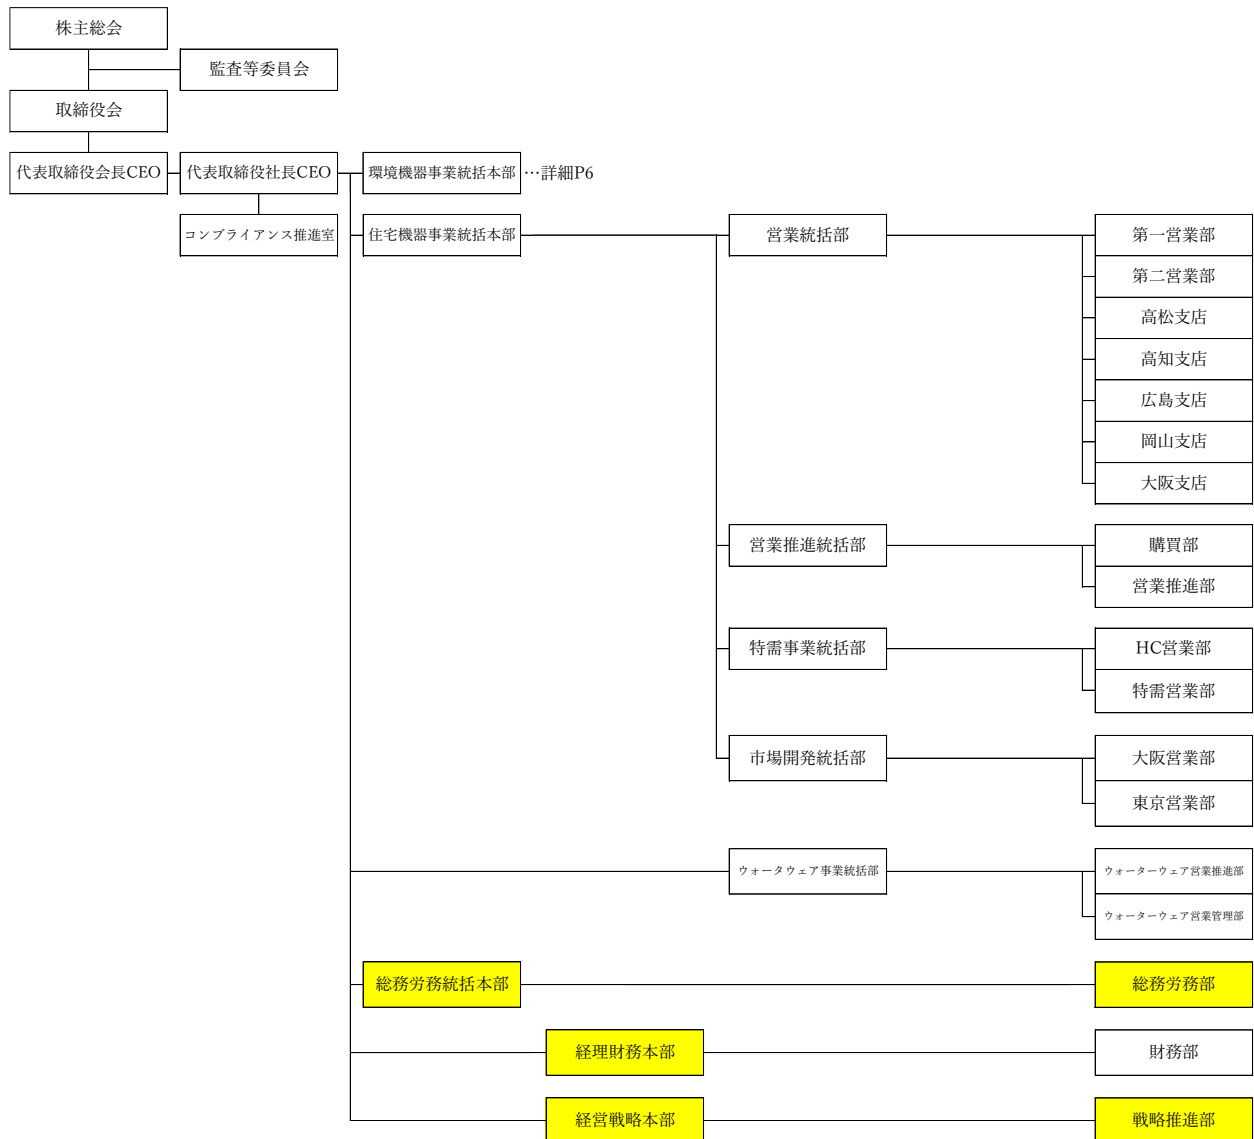 株主総会
監査等委員会
取締役会
代表取締役会長CEO
代表取締役社長CEO
環境機器事業統括本部
…詳細P6
コンプライアンス推進室
住宅機器事業統括本部
営業統括部
第一営業部
第二営業部
高松支店
高知支店
広島支店
岡山支店
大阪支店
営業推進統括部
購買部
営業推進部
特需事業統括部
HC営業部
特需営業部
市場開発統括部
大阪営業部
東京営業部
ウォータウェア事業統括部
ウォーターウェア営業推進部
ウォーターウェア営業管理部
総務労務統括本部
総務労務部
経理財務本部
財務部
経営戦略本部
戦略推進部